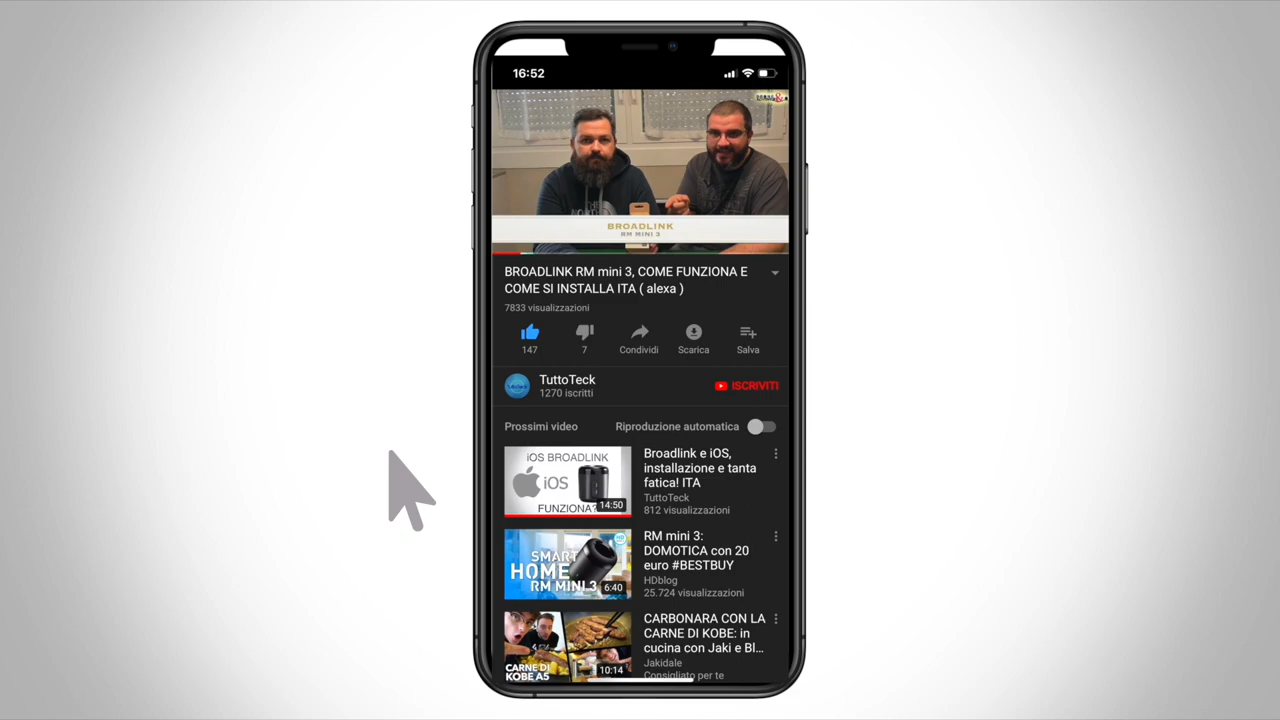 16:52
BROADLINK
RM MINI 3
BROADLINK RM mini 3, COME FUNZIONA E
COME SI INSTALLA ITA ( alexa )
7833 visualizzazioni
147
7
Condividi
Scarica
Salva
TuttoTeck
1270 iscritti
ISCRIVITI
Prossimi video
Riproduzione automatica
iOS BROADLINK
iOS
FUNZIONA?
14:50
Broadlink e iOS,
installazione e tanta
fatica! ITA
TuttoTeck
812 visualizzazioni
SMART
HOME
RM MINI 3
HD
6:40
RM mini 3:
DOMOTICA con 20
euro #BESTBUY
HDblog
25.724 visualizzazioni
CARNE DI
KOBE A5
10:14
CARBONARA CON LA
CARNE DI KOBE: in
cucina con Jaki e Bl...
Jakidale
Consigliato per te